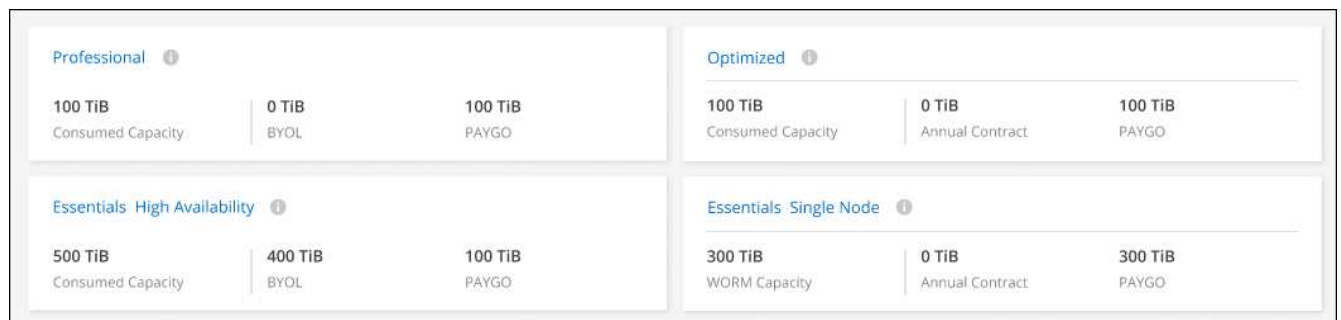 Professional
100 TiB 0 TiB 100 TiB
Consumed Capacity BYOL PAYGO
Optimized
100 TiB 0 TiB 100 TiB
Consumed Capacity Annual Contract PAYGO
Essentials High Availability
500 TiB 400 TiB 100 TiB
Consumed Capacity BYOL PAYGO
Essentials Single Node
300 TiB 0 TiB 300 TiB
WORM Capacity Annual Contract PAYGO